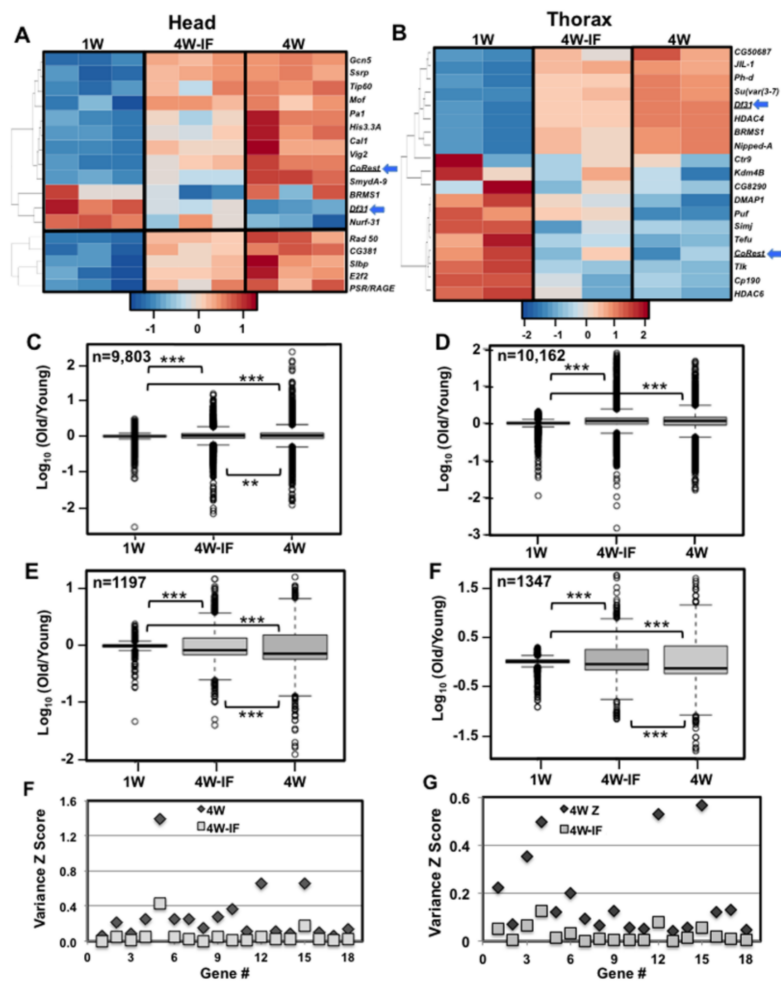 Head
A
1W
4W-IF
4W
Gcn5
Ssrp
Tip60
Mof
Pa1
His3.3A
Cal1
Vig2
CoRest
SmydA-9
BRMS1
Df31
Nurf-31
Rad 50
CG381
Slbp
E2f2
PSR/RAGE
-1
0
1
Thorax
B
1W
4W-IF
4W
CG50687
JIL-1
Ph-d
Su(var(3-7)
Df31
HDAC4
BRMS1
Nipped-A
Ctr9
Kdm4B
CG8290
DMAP1
Puf
Simj
Tefu
CoRest
Tlk
Cp190
HDAC6
-2
-1
0
1
2
C
n=9,803
***
***
**
Log10 (Old/Young)
2
1
0
-1
-2
1W
4W-IF
4W
D
n=10,162
***
***
Log10 (Old/Young)
2
1
0
-1
-2
-3
1W
4W-IF
4W
E
n=1197
***
***
***
Log10 (Old/Young)
1
0
-1
-2
1W
4W-IF
4W
F
n=1347
***
***
***
Log10 (Old/Young)
1.5
0.5
-0.5
-1.5
1W
4W-IF
4W
F
4W
4W-IF
Variance Z Score
1.6
1.2
0.8
0.4
0.0
0
3
6
9
12
15
18
Gene #
G
4W Z
4W-IF
Variance Z Score
0.6
0.4
0.2
0
0
3
6
9
12
15
18
Gene #